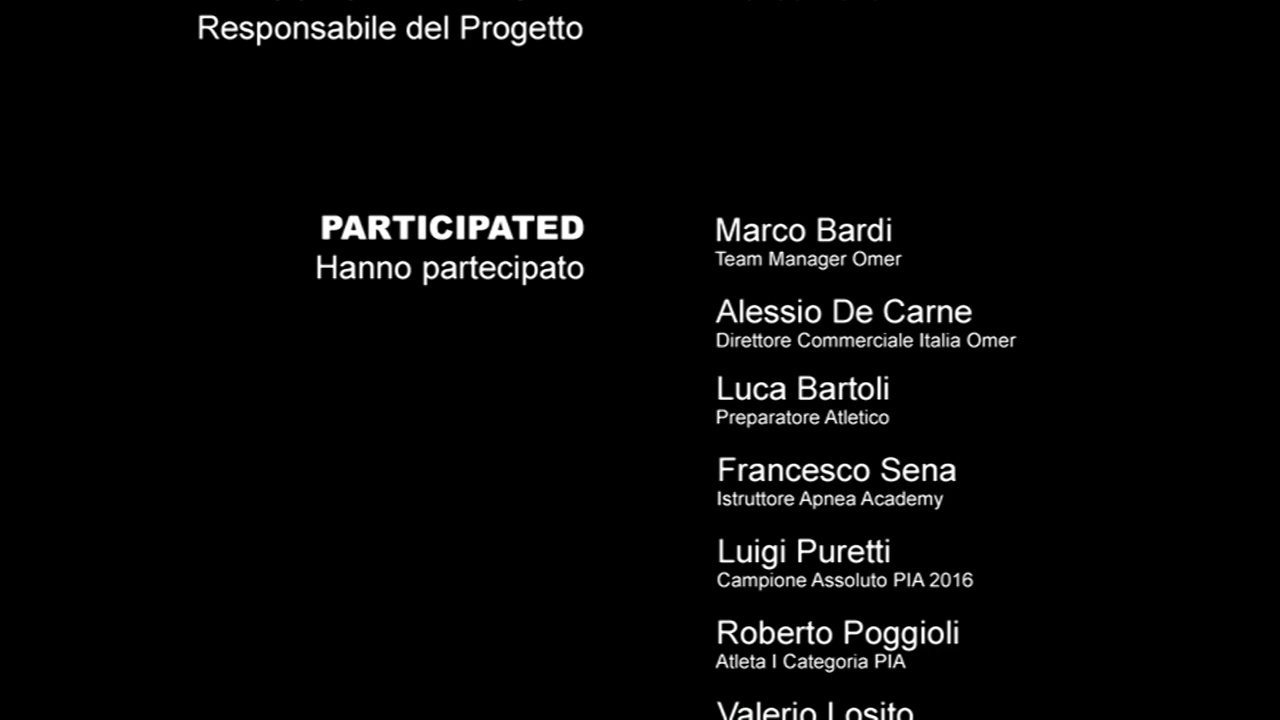 Responsabile del Progetto
PARTICIPATED
Hanno partecipato
Marco Bardi
Team Manager Omer
Alessio De Carne
Direttore Commerciale Italia Omer
Luca Bartoli
Preparatore Atletico
Francesco Sena
Istruttore Apnea Academy
Luigi Puretti
Campione Assoluto PIA 2016
Roberto Poggioli
Atleta I Categoria PIA
Valerio Losito